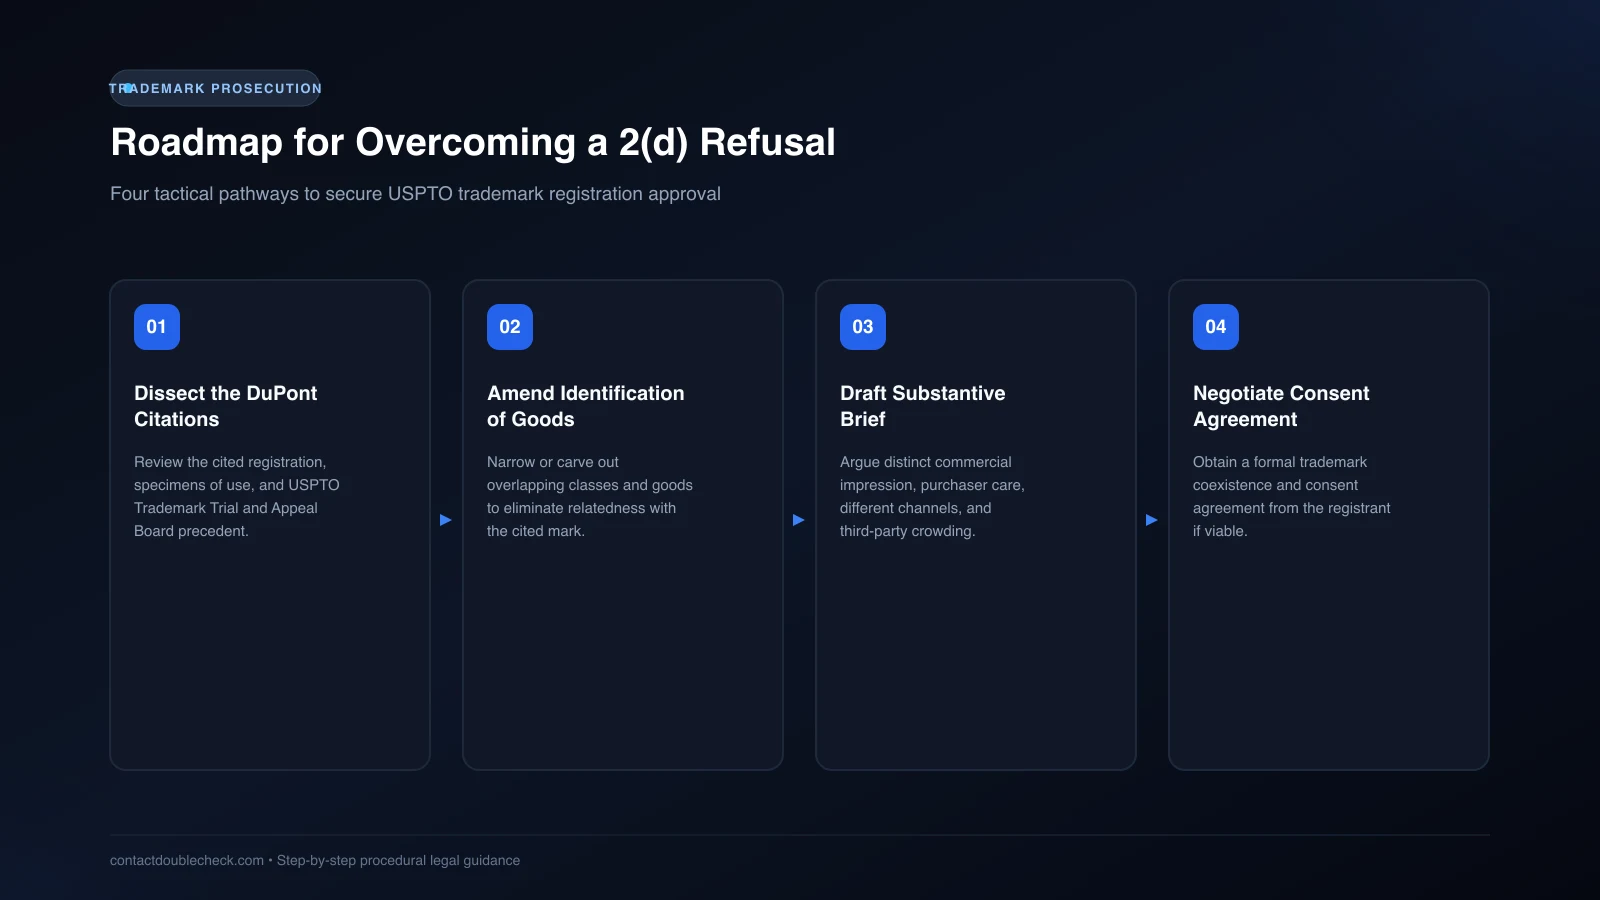 TRADEMARK PROSECUTION
Roadmap for Overcoming a 2(d) Refusal
Four tactical pathways to secure USPTO trademark registration approval
01
Dissect the DuPont
Citations
Review the cited registration,
specimens of use, and USPTO
Trademark Trial and Appeal
Board precedent.
02
Amend Identification
of Goods
Narrow or carve out
overlapping classes and goods
to eliminate relatedness with
the cited mark.
03
Draft Substantive
Brief
Argue distinct commercial
impression, purchaser care,
different channels, and
third-party crowding.
04
Negotiate Consent
Agreement
Obtain a formal trademark
coexistence and consent
agreement from the registrant
if viable.
contactdoublecheck.com • Step-by-step procedural legal guidance